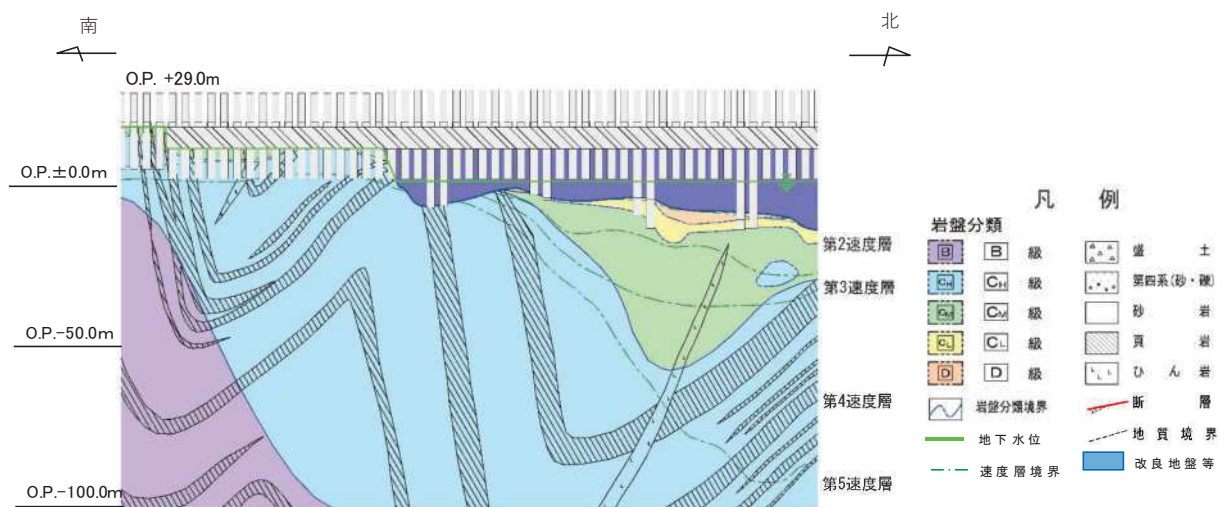 南
北
O.P. +29.0m
O.P.±0.0m
O.P.-50.0m
O.P.-100.0m
第2速度層
第3速度層
第4速度層
第5速度層
凡 例
岩盤分類
B B 級
CH CH 級
CM CM 級
CL CL 級
D D 級
岩盤分類境界
地下水位
速度層境界
盛 土
第四系(砂・礫)
砂 岩
頁 岩
ひん岩
断 層
地質境界
改良地盤等